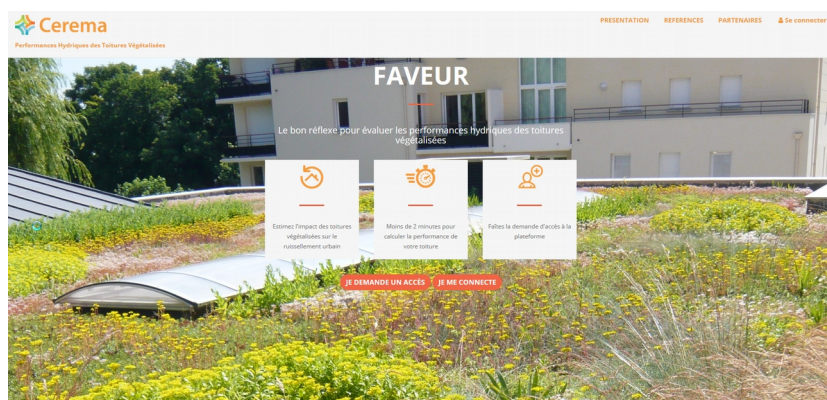 Cerema
PRESENTATION REFERENCES PARTENAIRES Se connecter
Performances Hydriques des Toitures Végétalisées
FAVEUR
Le bon réflexe pour évaluer les performances hydriques des toitures
végétalisées
Estimez l'impact des toitures
végétalisées sur le
ruissellement urbain
Moins de 2 minutes pour
calculer la performance de
votre toiture
Faîtes la demande d'accès à la
plateforme
JE DEMANDE UN ACCÈS JE ME CONNECTE